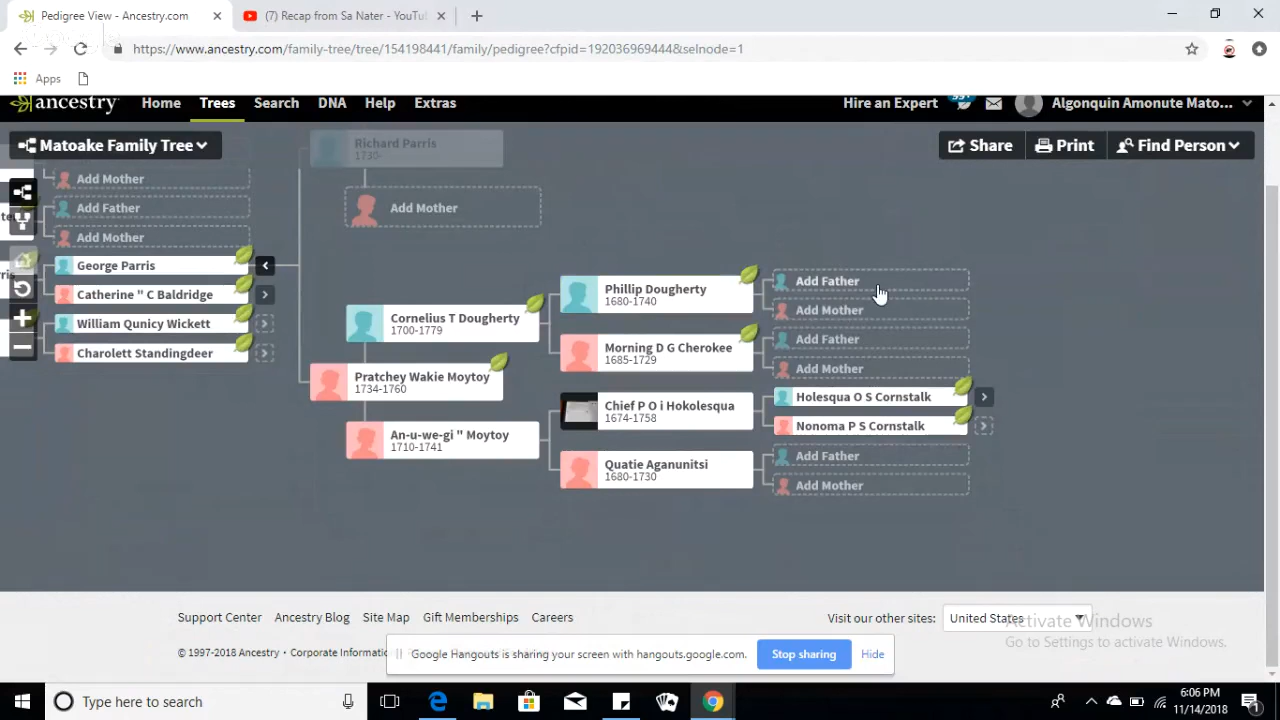 Pedigree View - Ancestry.com
(7) Recap from Sa Nater - YouTu
https://www.ancestry.com/family-tree/tree/154198441/family/pedigree?cfpid=192036969444&selnode=1
Apps
ancestry
Home Trees Search DNA Help Extras
Hire an Expert 99+ Algonquin Amonute Mato...
Matoake Family Tree
Share Print Find Person
Richard Parris
1730-
Add Mother
Add Father
Add Mother
Add Mother
George Parris
Catherine " C Baldridge
William Qunicy Wickett
Charolett Standingdeer
Cornelius T Dougherty
1700-1779
Pratchey Wakie Moytoy
1734-1760
An-u-we-gi " Moytoy
1710-1741
Phillip Dougherty
1680-1740
Morning D G Cherokee
1685-1729
Chief P O i Hokolesqua
1674-1758
Quatie Aganunitsi
1680-1730
Add Father
Add Mother
Add Father
Add Mother
Holesqua O S Cornstalk
Nonoma P S Cornstalk
Add Father
Add Mother
Support Center Ancestry Blog Site Map Gift Memberships Careers
Visit our other sites: United States
Activate Windows
Go to Settings to activate Windows.
© 1997-2018 Ancestry • Corporate Informatio
Google Hangouts is sharing your screen with hangouts.google.com. Stop sharing Hide
Type here to search
6:06 PM
11/14/2018